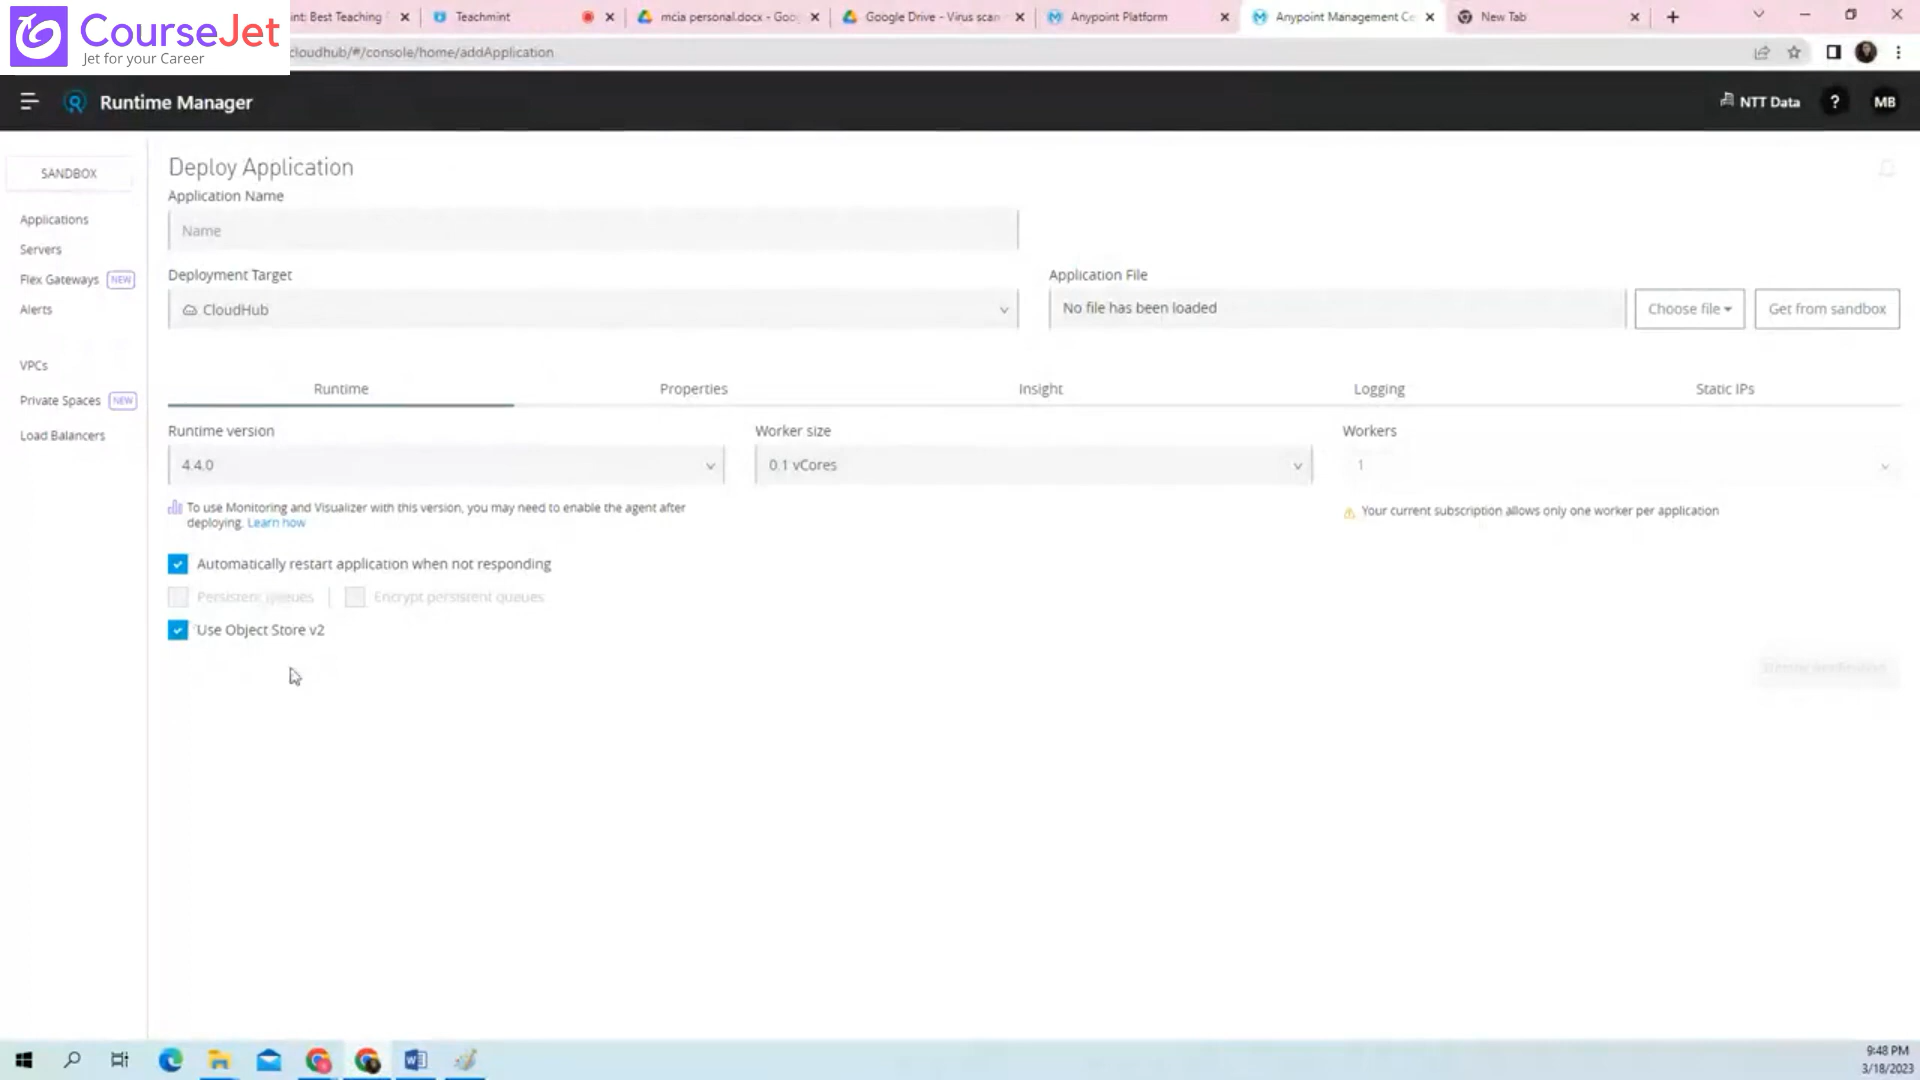 CourseJet
Jet for your Career
int: Best Teaching
Teachmint
mcia personal.docx - Goo
Google Drive - Virus scan
Anypoint Platform
Anypoint Management Ce
New Tab
cloudhub/#/console/home/addApplication
Runtime Manager
NTT Data
?
MB
SANDBOX
Applications
Servers
Flex Gateways NEW
Alerts
VPCs
Private Spaces NEW
Load Balancers
Deploy Application
Application Name
Name
Deployment Target
CloudHub
Application File
No file has been loaded
Choose file
Get from sandbox
Runtime
Properties
Insight
Logging
Static IPs
Runtime version
4.4.0
Worker size
0.1 vCores
Workers
1
To use Monitoring and Visualizer with this version, you may need to enable the agent after
deploying. Learn how
Your current subscription allows only one worker per application
Automatically restart application when not responding
Persistent queues
Encrypt persistent queues
Use Object Store v2
9:48 PM
3/18/2023